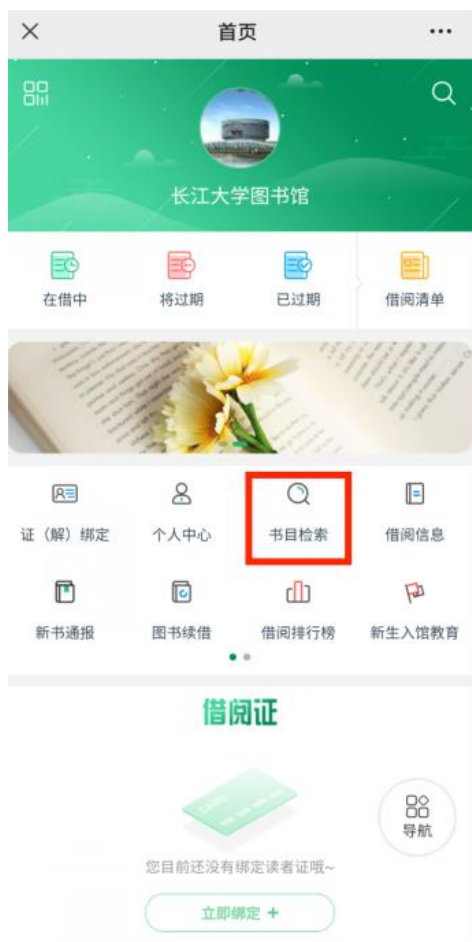 首页
长江大学图书馆
在借中 将过期 已过期 借阅清单
证（解）绑定 个人中心 书目检索 借阅信息
新书通报 图书续借 借阅排行榜 新生入馆教育
借阅证
导航
您目前还没有绑定读者证哦~
立即绑定 +